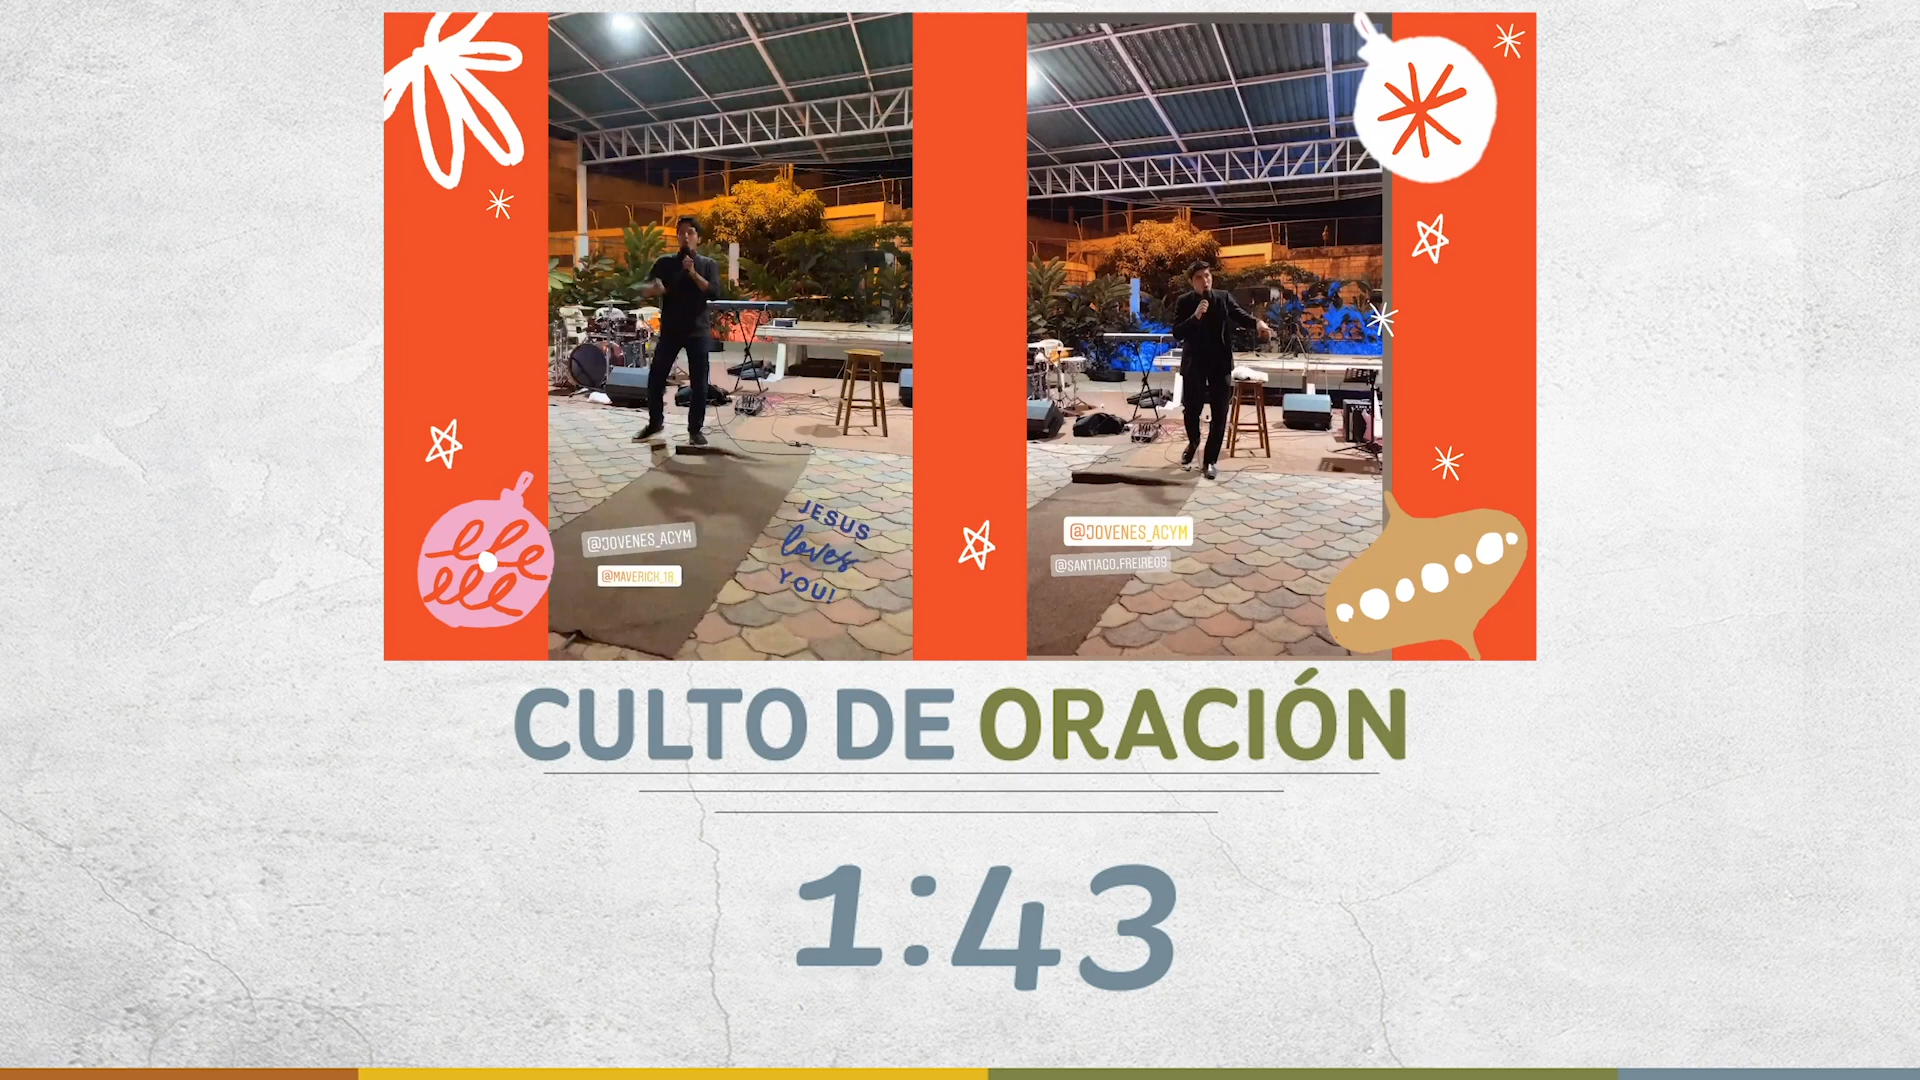 @JOVENES_ACYM
@MAVERICH_18
JESUS
loves
YOU!
@JOVENES_ACYM
@SANTIAGO.FREIRE09
CULTO DE ORACIÓN
1:43